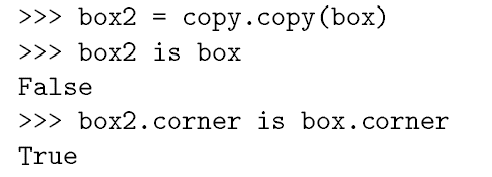 >>> box2 = copy.copy(box)
>>> box2 is box
False
>>> box2.corner is box.corner
True